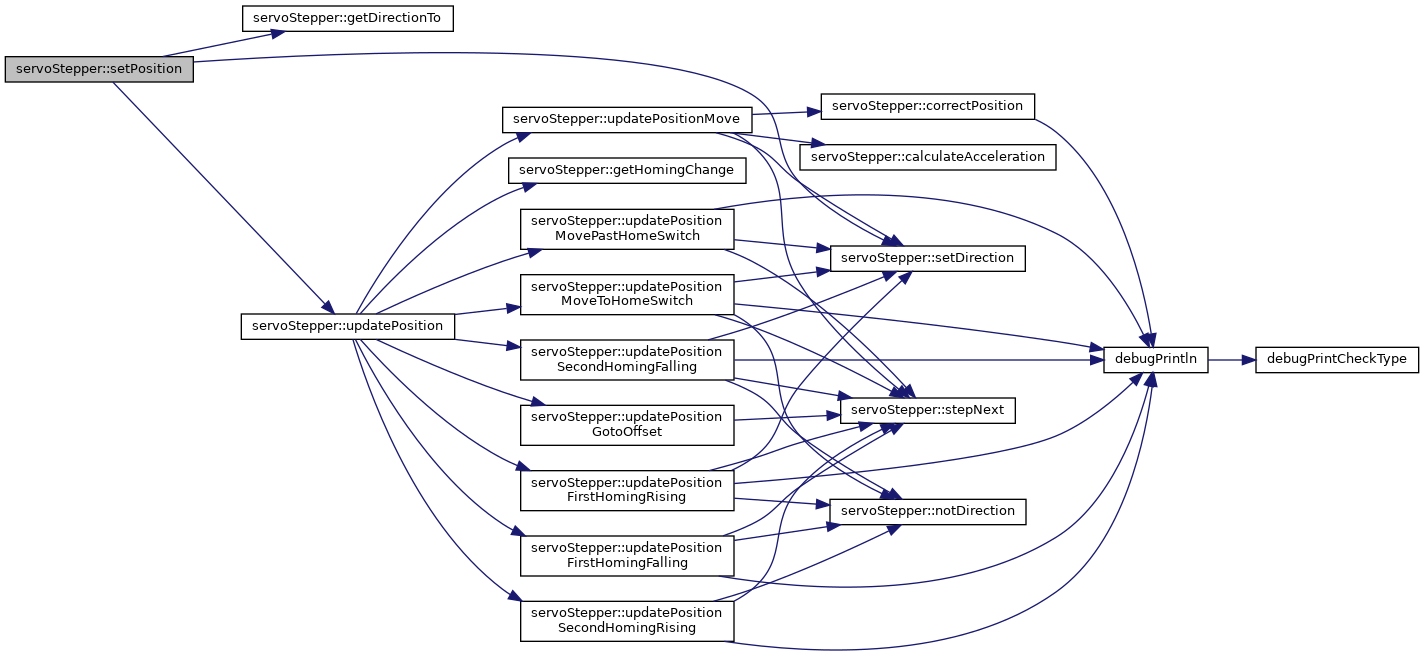 servoStepper::getDirectionTo
servoStepper::setPosition
servoStepper::updatePosition
servoStepper::updatePositionMove
servoStepper::getHomingChange
servoStepper::updatePosition
MovePastHomeSwitch
servoStepper::updatePosition
MoveToHomeSwitch
servoStepper::updatePosition
SecondHomingFalling
servoStepper::updatePosition
GotoOffset
servoStepper::updatePosition
FirstHomingRising
servoStepper::updatePosition
FirstHomingFalling
servoStepper::updatePosition
SecondHomingRising
servoStepper::correctPosition
servoStepper::calculateAcceleration
servoStepper::setDirection
servoStepper::stepNext
servoStepper::notDirection
debugPrintln
debugPrintCheckType